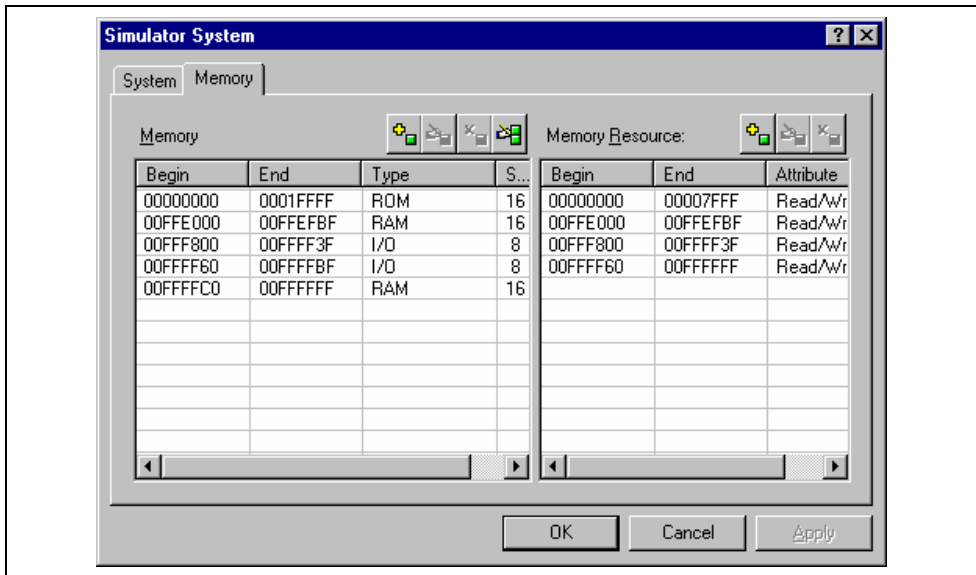 Simulator System
System Memory
Memory
Begin End Type S...
00000000 0001FFFF ROM 16
00FFE000 00FFEFBF RAM 16
00FFF800 00FFFF3F I/O 8
00FFFF60 00FFFFBF I/O 8
00FFFFC0 00FFFFFF RAM 16
Memory Resource:
Begin End Attribute
00000000 00007FFF Read/Wr
00FFE000 00FFEFBF Read/Wr
00FFF800 00FFFF3F Read/Wr
00FFFF60 00FFFFFF Read/Wr
OK Cancel Apply